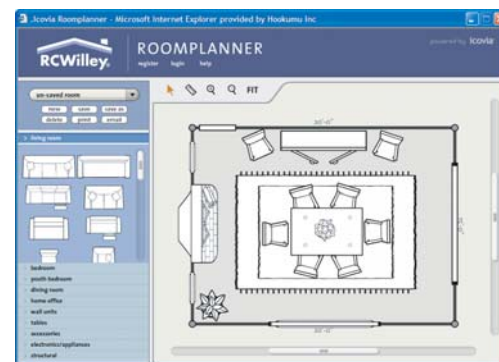 .Icovia Roomplanner - Microsoft Internet Explorer provided by Hookumu Inc
RCWilley.
ROOMPLANNER
register login help
powered by icovia
un-saved room
FIT
new save save as
delete print email
living room
bedroom
youth bedroom
dining room
home office
wall units
tables
accessories
electronics/appliances
structural